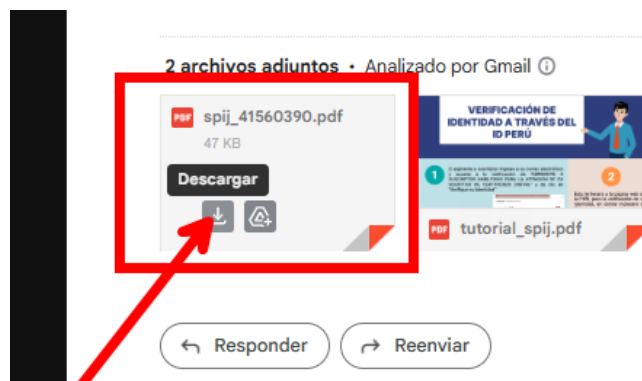 2 archivos adjuntos • Analizado por Gmail
PDF spij_41560390.pdf
47 KB
Descargar
VERIFICACIÓN DE
IDENTIDAD A TRAVÉS DEL
ID PERÚ
1
2
PDF tutorial_spij.pdf
Responder
Reenviar